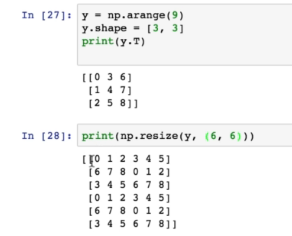 In [27]: y = np.arange(9)
y.shape = [3, 3]
print(y.T)
[[0 3 6]
[1 4 7]
[2 5 8]]
In [28]: print(np.resize(y, (6, 6)))
[[0 1 2 3 4 5]
[6 7 8 0 1 2]
[3 4 5 6 7 8]
[0 1 2 3 4 5]
[6 7 8 0 1 2]
[3 4 5 6 7 8]]